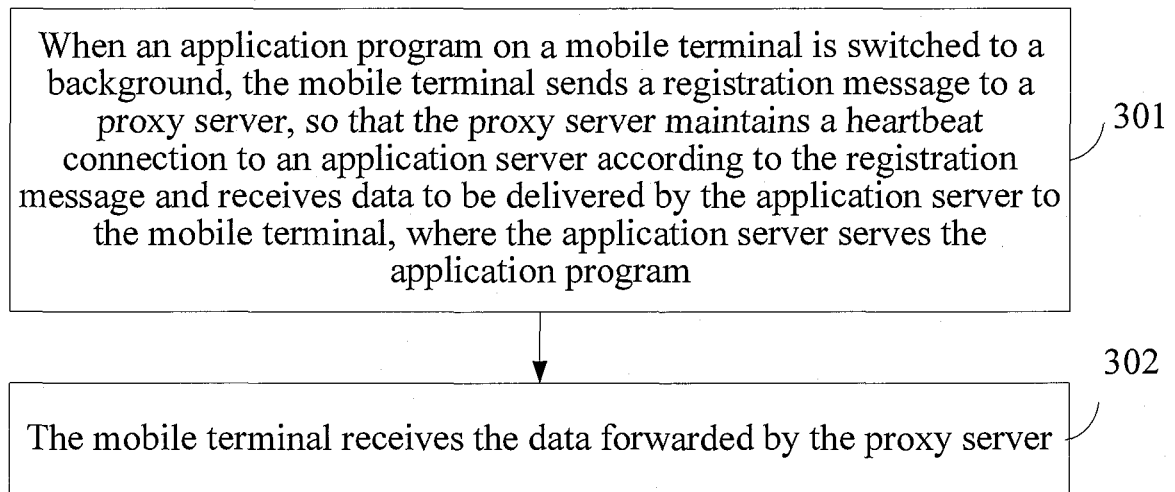 When an application program on a mobile terminal is switched to a
background, the mobile terminal sends a registration message to a
proxy server, so that the proxy server maintains a heartbeat
connection to an application server according to the registration
message and receives data to be delivered by the application server to
the mobile terminal, where the application server serves the
application program
301
302
The mobile terminal receives the data forwarded by the proxy server